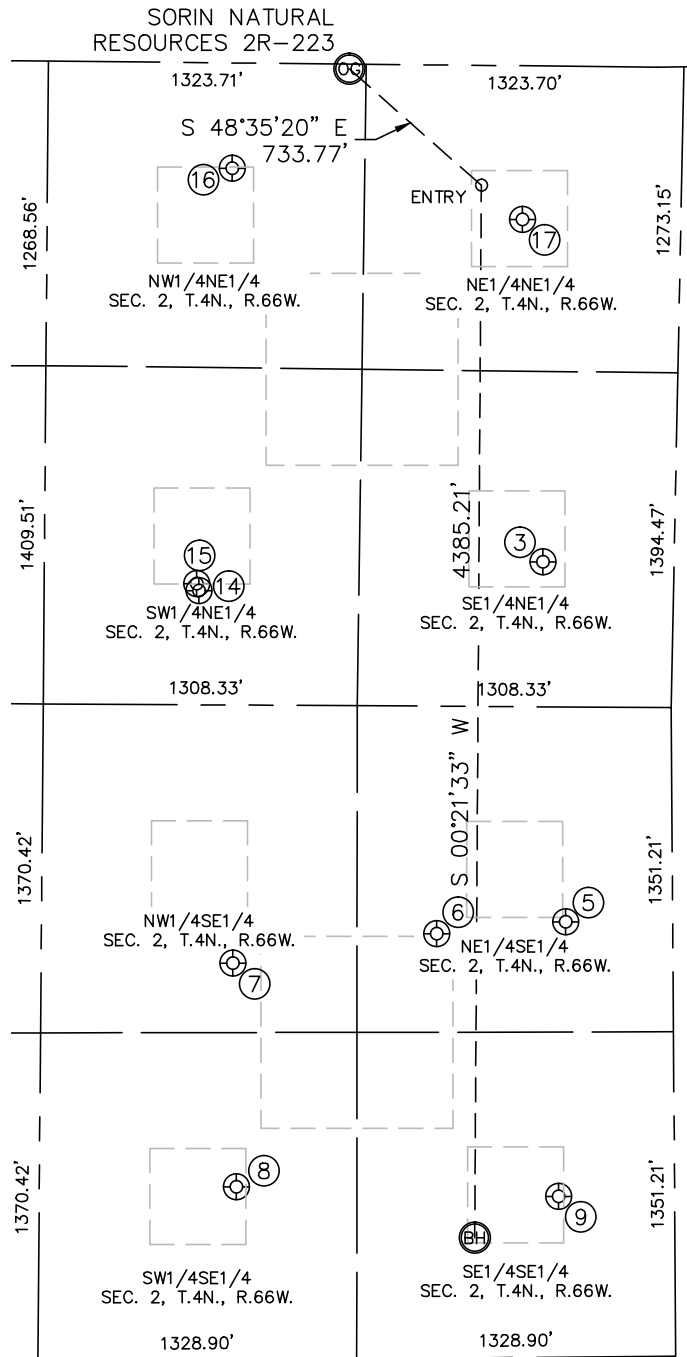 SORIN NATURAL
RESOURCES 2R-223
OG
1323.71'
1323.70'
S 48°35'20" E
733.77'
16
ENTRY
17
1268.56'
1273.15'
NW1/4NE1/4
SEC. 2, T.4N., R.66W.
NE1/4NE1/4
SEC. 2, T.4N., R.66W.
1409.51'
4385.21'
1394.47'
15
3
14
SW1/4NE1/4
SEC. 2, T.4N., R.66W.
SE1/4NE1/4
SEC. 2, T.4N., R.66W.
1308.33'
1308.33'
S 00°21'33" W
1370.42'
1351.21'
5
6
NW1/4SE1/4
SEC. 2, T.4N., R.66W.
NE1/4SE1/4
SEC. 2, T.4N., R.66W.
7
1370.42'
1351.21'
8
9
BH
SW1/4SE1/4
SEC. 2, T.4N., R.66W.
SE1/4SE1/4
SEC. 2, T.4N., R.66W.
1328.90'
1328.90'